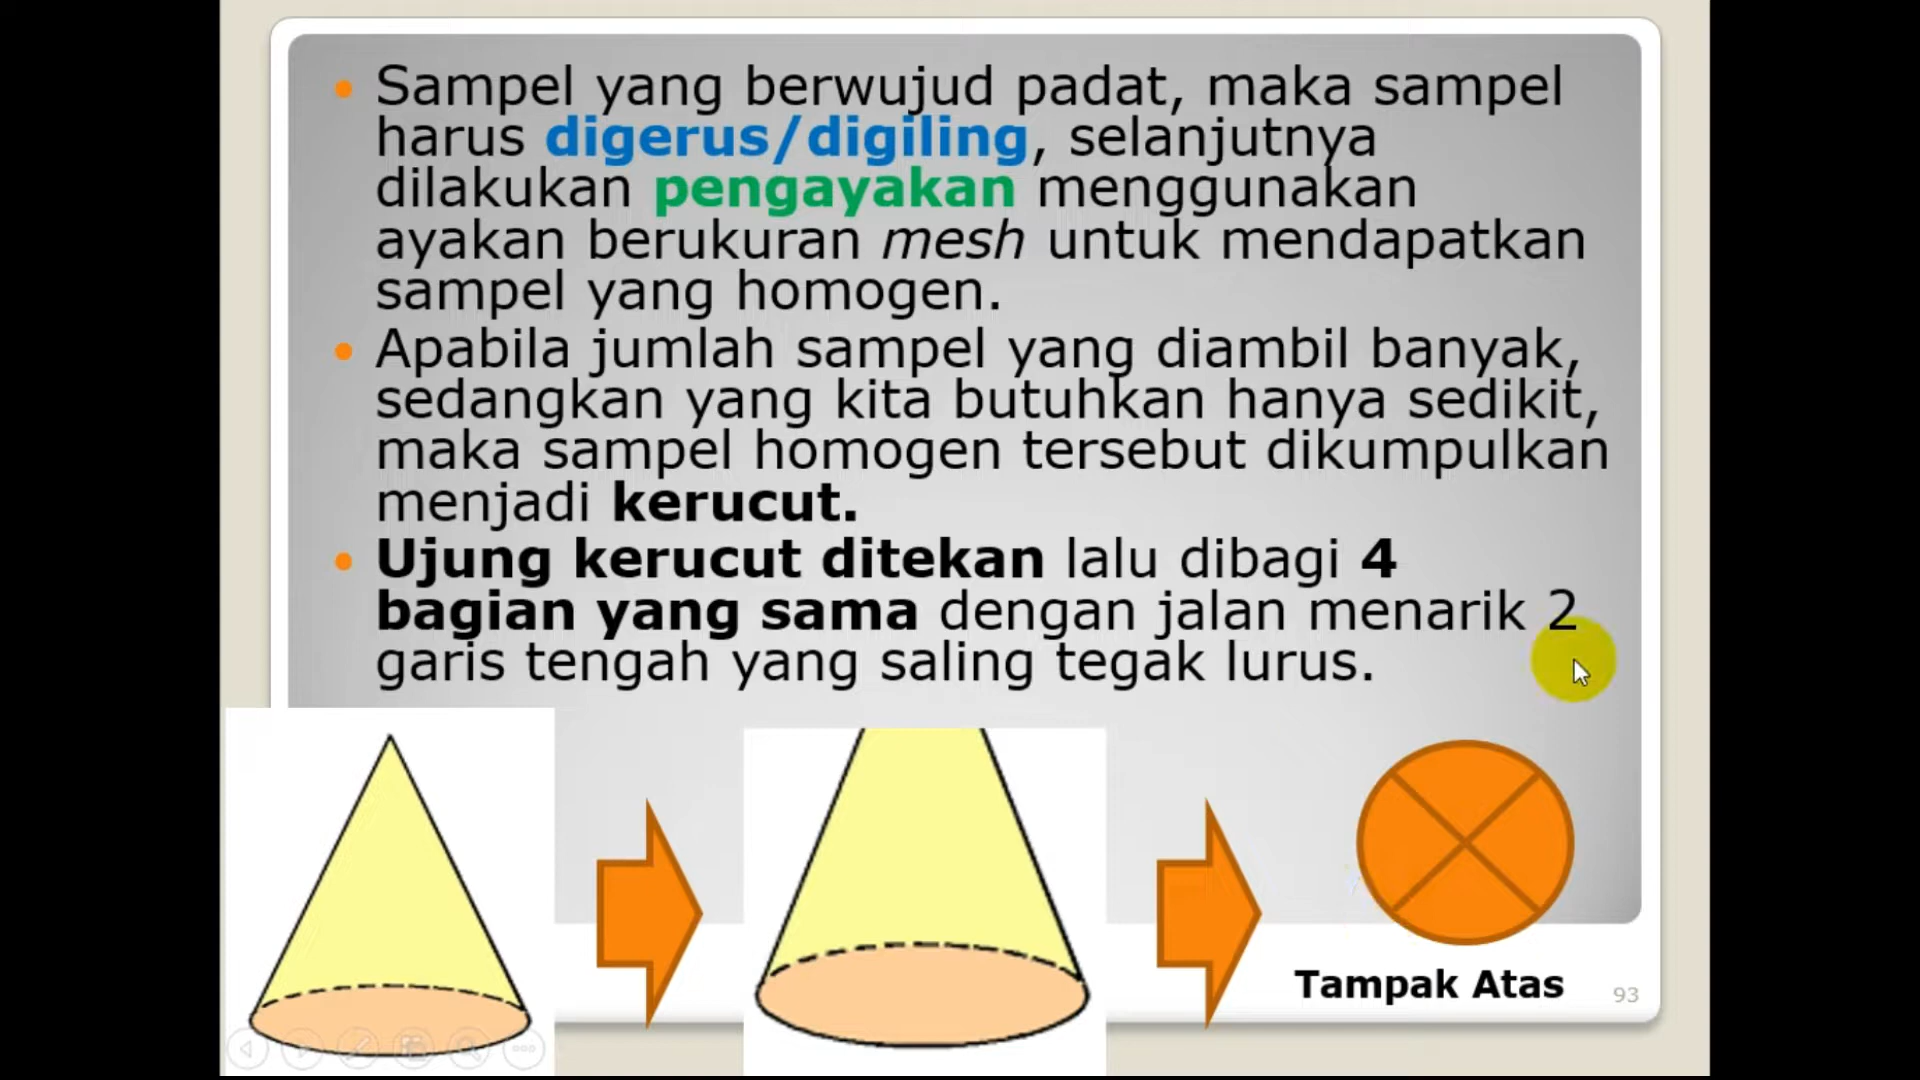 Sampel yang berwujud padat, maka sampel
harus digerus/digiling, selanjutnya
dilakukan pengayakan menggunakan
ayakan berukuran mesh untuk mendapatkan
sampel yang homogen.
Apabila jumlah sampel yang diambil banyak,
sedangkan yang kita butuhkan hanya sedikit,
maka sampel homogen tersebut dikumpulkan
menjadi kerucut.
Ujung kerucut ditekan lalu dibagi 4
bagian yang sama dengan jalan menarik 2
garis tengah yang saling tegak lurus.
Tampak Atas
93